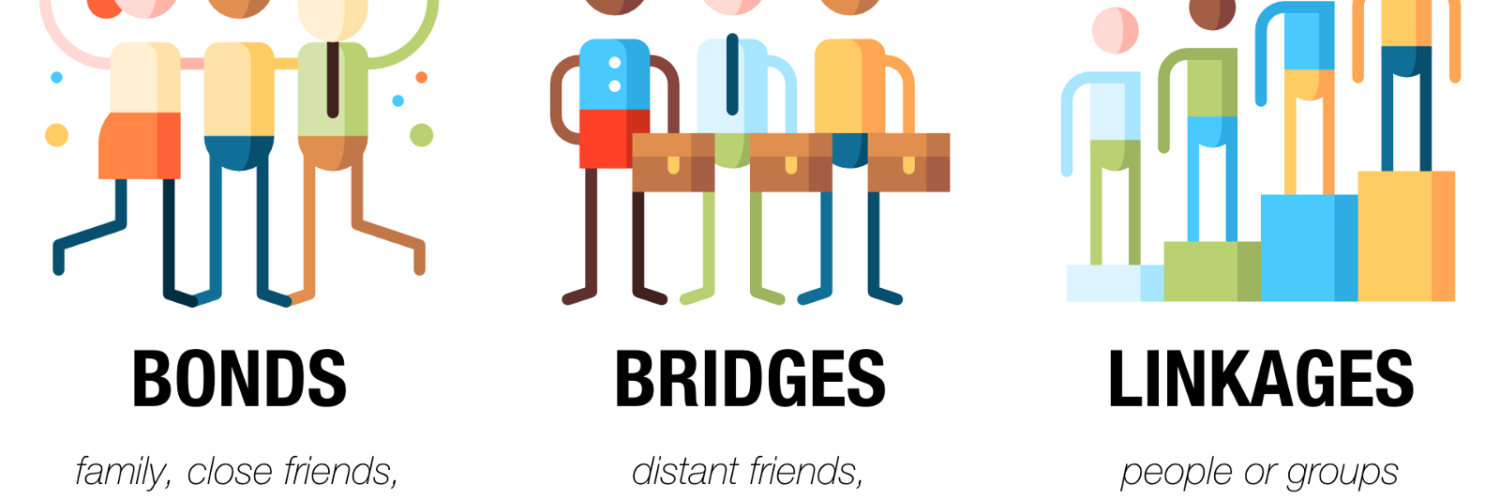 BONDS
BRIDGES
LINKAGES
family, close friends,
distant friends,
people or groups